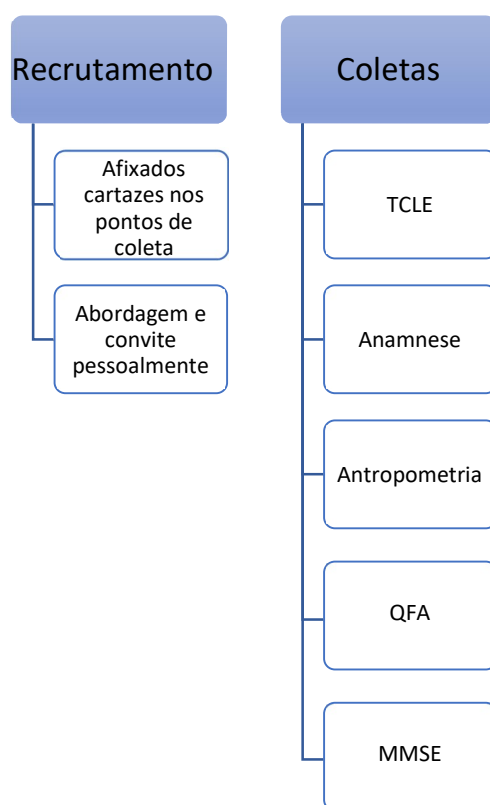 Recrutamento
Afixados
cartazes nos
pontos de
coleta
Abordagem e
convite
pessoalmente
Coletas
TCLE
Anamnese
Antropometria
QFA
MMSE